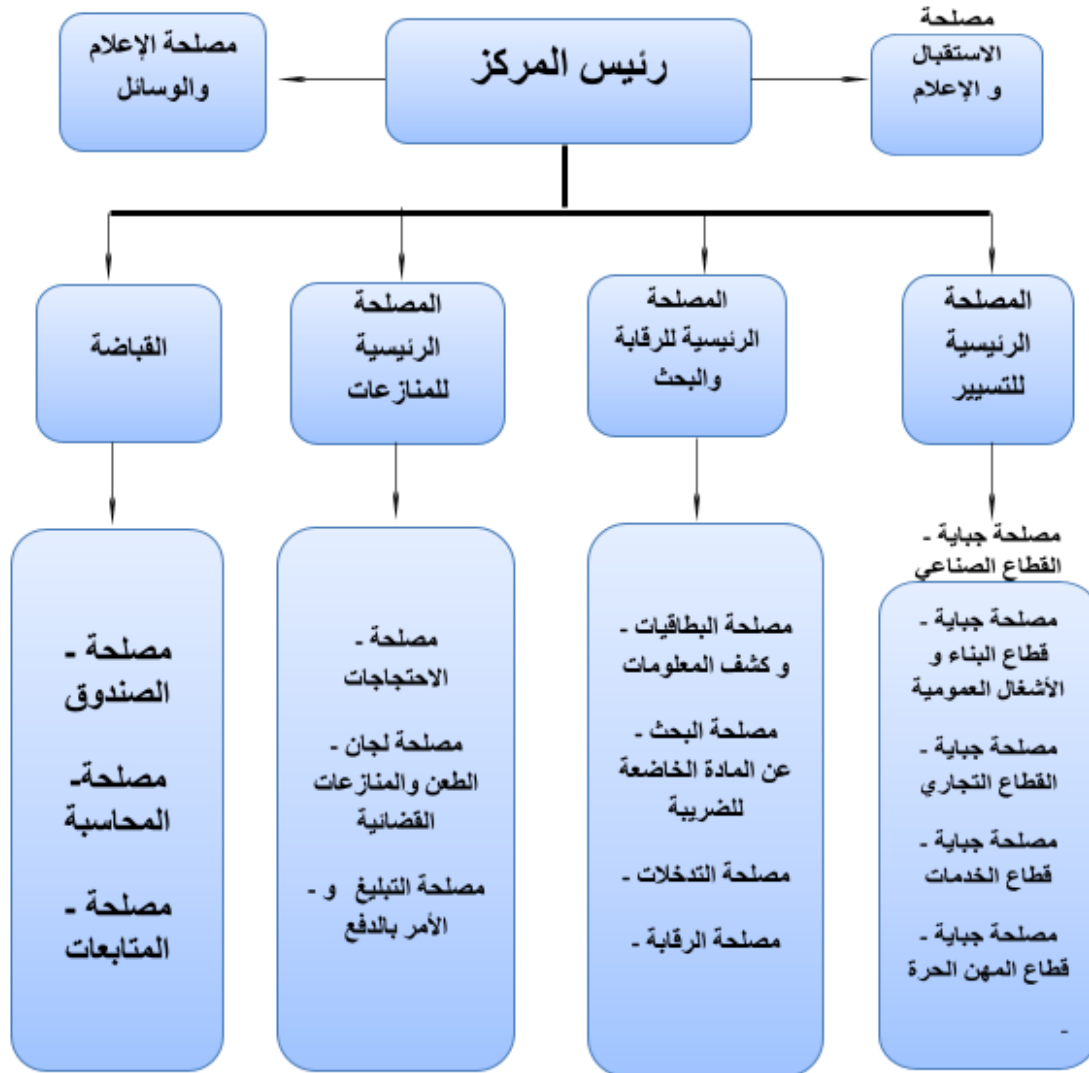 مصلحة
الاستقبال
و الإعلام
رئيس المركز
مصلحة الإعلام
والوسائل
المصلحة
الرئيسية
للتسيير
المصلحة
الرئيسية للرقابة
والبحث
المصلحة
الرئيسية
للمنازعات
القباضة
مصلحة جباية -
القطاع الصناعي
مصلحة جباية -
قطاع البناء و
الأشغال العمومية
مصلحة جباية -
القطاع التجاري
مصلحة جباية -
قطاع الخدمات
مصلحة جباية -
قطاع المهن الحرة
-
مصلحة البطاقيات -
و كشف المعلومات
مصلحة البحث -
عن المادة الخاضعة
للضريبة
مصلحة التدخلات -
مصلحة الرقابة -
مصلحة -
الاحتجاجات
مصلحة لجان -
الطعن والمنازعات
القضائية
مصلحة التبليغ و -
الأمر بالدفع
مصلحة -
الصندوق
مصلحة-
المحاسبة
مصلحة -
المتابعات